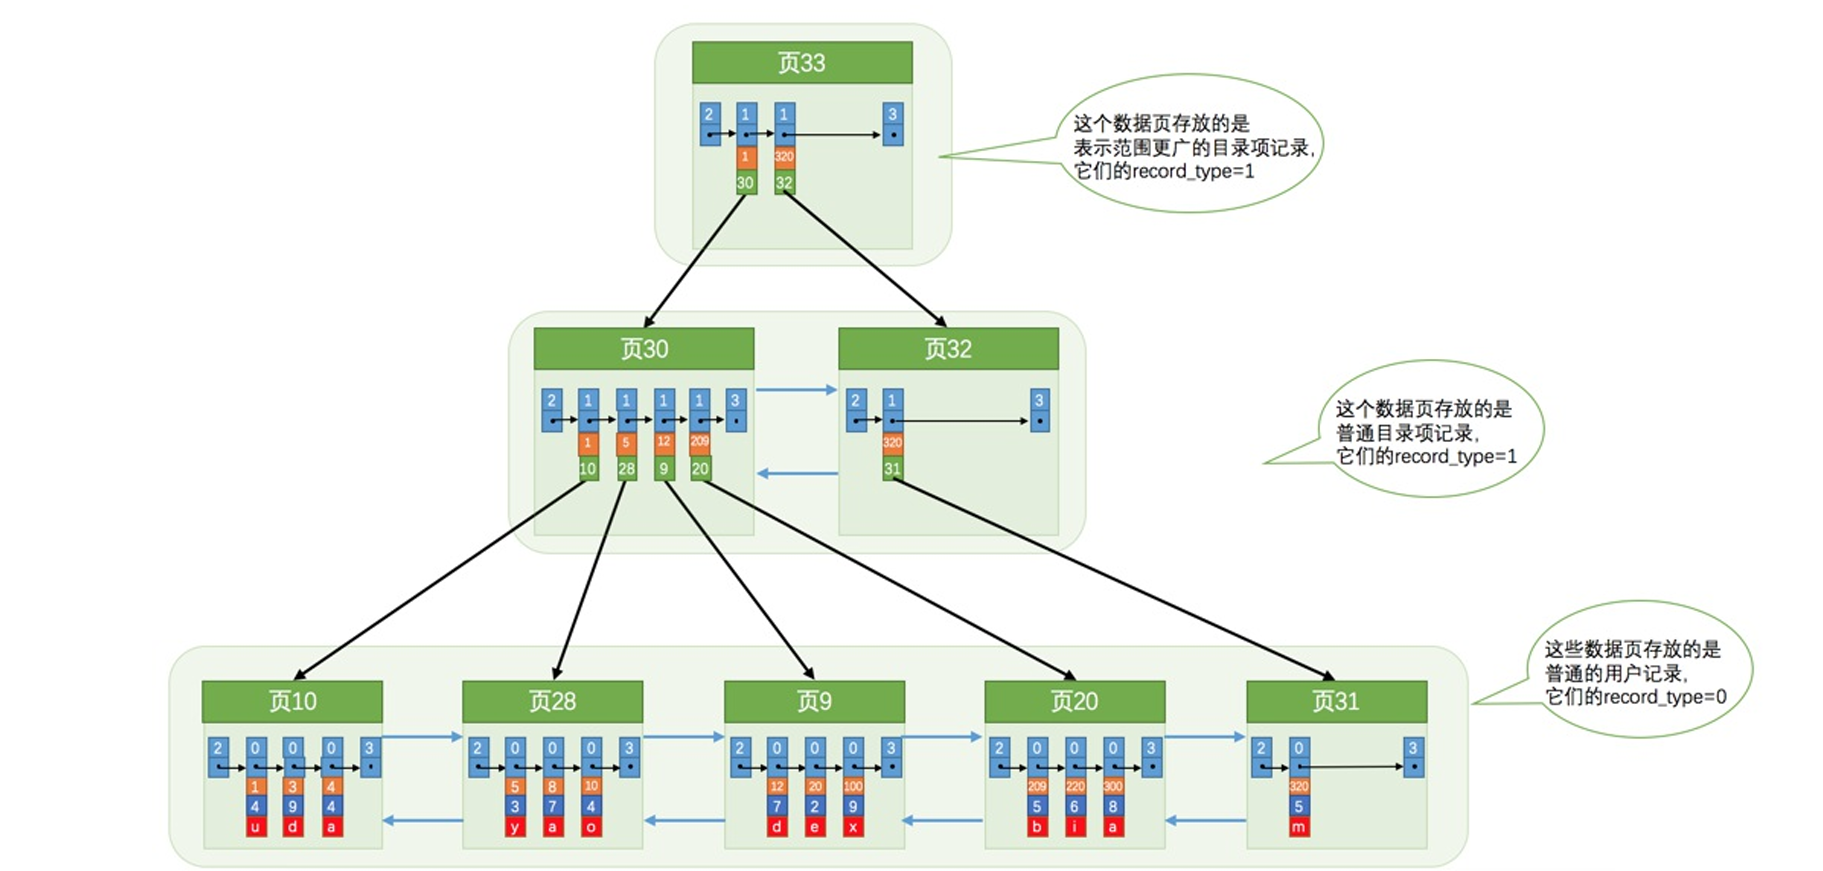 页33
2 1 1 3
1 320
30 32
这个数据页存放的是
表示范围更广的目录项记录,
它们的record_type=1
页30 页32
2 1 1 1 1 3 2 1 3
1 5 12 209 320
10 28 9 20 31
这个数据页存放的是
普通目录项记录,
它们的record_type=1
这些数据页存放的是
普通的用户记录,
它们的record_type=0
页10 页28 页9 页20 页31
2 0 0 0 3 2 0 0 0 3 2 0 0 0 3 2 0 0 0 3 2 0 3
1 3 4 5 8 10 12 20 100 209 220 300 320
4 9 4 3 7 4 7 2 9 5 6 8 5
u d a y a o d e x b i a m